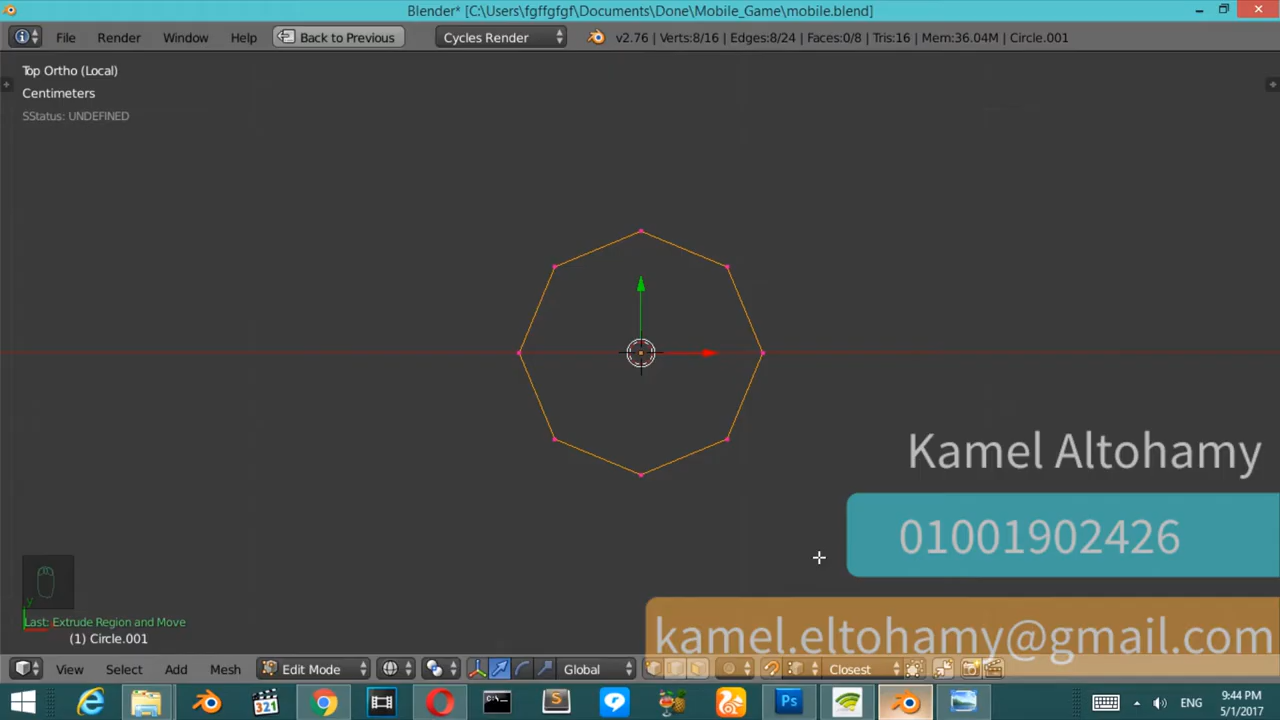 Blender* [C:\Users\fgffgfgf\Documents\Done\Mobile_Game\mobile.blend]
File Render Window Help Back to Previous Cycles Render v2.76 | Verts:8/16 | Edges:8/24 | Faces:0/8 | Tris:16 | Mem:36.04M | Circle.001
Top Ortho (Local)
Centimeters
SStatus: UNDEFINED
Kamel Altohamy
01001902426
y
Last: Extrude Region and Move
(1) Circle.001
kamel.eltohamy@gmail.com
View Select Add Mesh Edit Mode Global Closest
321
Ps
ENG
9:44 PM
5/1/2017